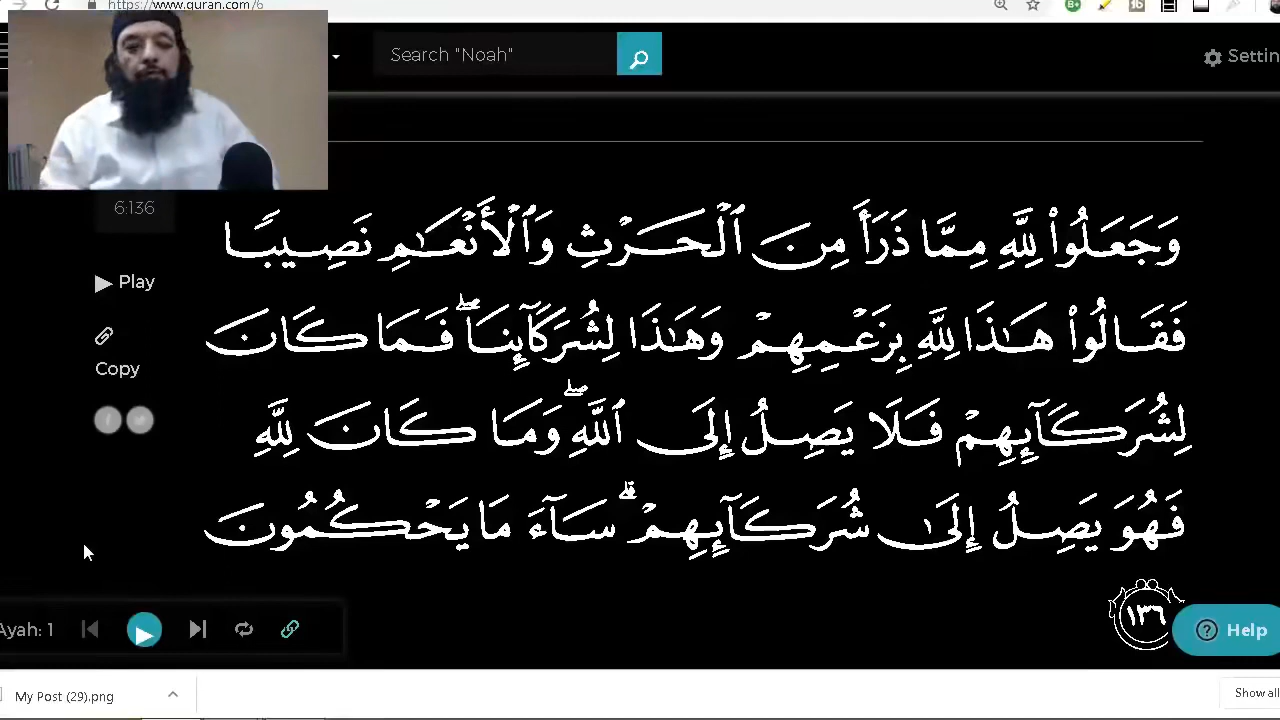 https://www.quran.com/6
Search "Noah"
Settin
6:136
Play
Copy
وَجَعَلُوا۟ لِلَّهِ مِمَّا ذَرَأَ مِنَ ٱلْحَرْثِ وَٱلْأَنْعَـٰمِ نَصِيبًا
فَقَالُوا۟ هَـٰذَا لِلَّهِ بِزَعْمِهِمْ وَهَـٰذَا لِشُرَكَآئِنَا ۖ فَمَا كَانَ
لِشُرَكَآئِهِمْ فَلَا يَصِلُ إِلَى ٱللَّهِ ۖ وَمَا كَانَ لِلَّهِ
فَهُوَ يَصِلُ إِلَىٰ شُرَكَآئِهِمْ ۗ سَآءَ مَا يَحْكُمُونَ
١٣٦
Ayah: 1
Help
My Post (29).png
Show all